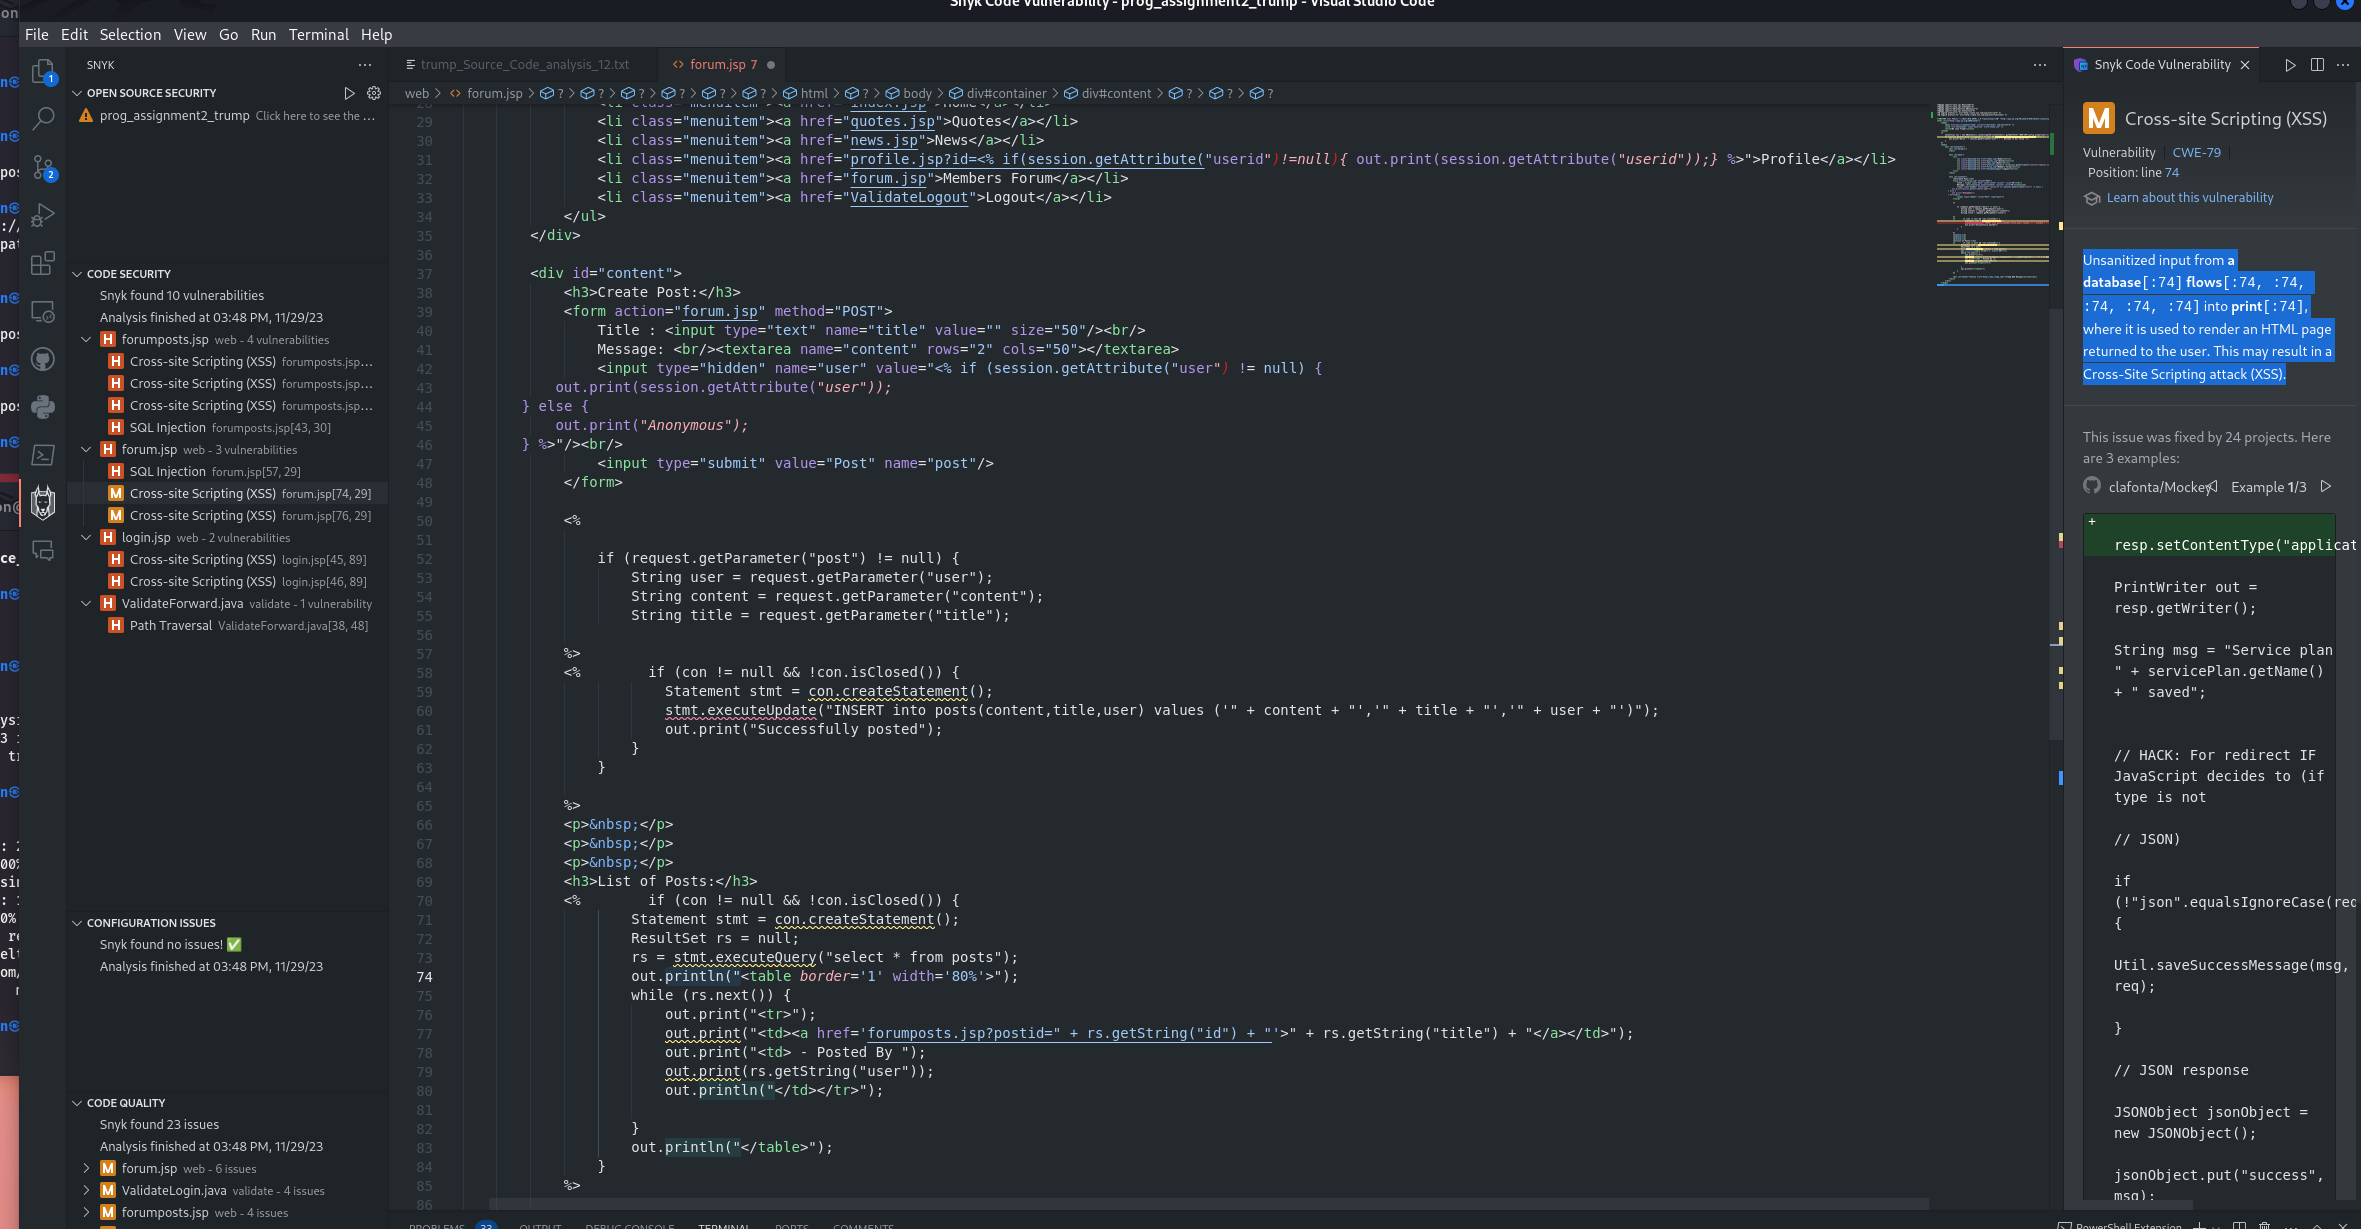 Snyk Code Vulnerability - prog_assignment2_trump - Visual Studio Code
File Edit Selection View Go Run Terminal Help
SNYK
OPEN SOURCE SECURITY
prog_assignment2_trump Click here to see the ...
CODE SECURITY
Snyk found 10 vulnerabilities
Analysis finished at 03:48 PM, 11/29/23
H forumposts.jsp web - 4 vulnerabilities
H Cross-site Scripting (XSS) forumposts.jsp...
H Cross-site Scripting (XSS) forumposts.jsp...
H Cross-site Scripting (XSS) forumposts.jsp...
H SQL Injection forumposts.jsp[43, 30]
H forum.jsp web - 3 vulnerabilities
H SQL Injection forum.jsp[57, 29]
M Cross-site Scripting (XSS) forum.jsp[74, 29]
M Cross-site Scripting (XSS) forum.jsp[76, 29]
H login.jsp web - 2 vulnerabilities
H Cross-site Scripting (XSS) login.jsp[45, 89]
H Cross-site Scripting (XSS) login.jsp[46, 89]
H ValidateForward.java validate - 1 vulnerability
H Path Traversal ValidateForward.java[38, 48]
CONFIGURATION ISSUES
Snyk found no issues! ✅
Analysis finished at 03:48 PM, 11/29/23
CODE QUALITY
Snyk found 23 issues
Analysis finished at 03:48 PM, 11/29/23
M forum.jsp web - 6 issues
M ValidateLogin.java validate - 4 issues
M forumposts.jsp web - 4 issues
trump_Source_Code_analysis_12.txt
forum.jsp 7
web > forum.jsp > ? > ? > ? > ? > ? > ? > html > ? > body > div#container > div#content > ? > ? > ?
29 <li class="menuitem"><a href="quotes.jsp">Quotes</a></li>
30 <li class="menuitem"><a href="news.jsp">News</a></li>
31 <li class="menuitem"><a href="profile.jsp?id=<% if(session.getAttribute("userid")!=null){ out.print(session.getAttribute("userid"));} %>">Profile</a></li>
32 <li class="menuitem"><a href="forum.jsp">Members Forum</a></li>
33 <li class="menuitem"><a href="ValidateLogout">Logout</a></li>
34 </ul>
35 </div>
36
37 <div id="content">
38 <h3>Create Post:</h3>
39 <form action="forum.jsp" method="POST">
40 Title : <input type="text" name="title" value="" size="50"/><br/>
41 Message: <br/><textarea name="content" rows="2" cols="50"></textarea>
42 <input type="hidden" name="user" value="<% if (session.getAttribute("user") != null) {
43 out.print(session.getAttribute("user"));
44 } else {
45 out.print("Anonymous");
46 } %>"/><br/>
47 <input type="submit" value="Post" name="post"/>
48 </form>
49
50 <%
51
52 if (request.getParameter("post") != null) {
53 String user = request.getParameter("user");
54 String content = request.getParameter("content");
55 String title = request.getParameter("title");
56
57 %>
58 <% if (con != null && !con.isClosed()) {
59 Statement stmt = con.createStatement();
60 stmt.executeUpdate("INSERT into posts(content,title,user) values ('" + content + "','" + title + "','" + user + "')");
61 out.print("Successfully posted");
62 }
63 }
64
65 %>
66 <p>&nbsp;</p>
67 <p>&nbsp;</p>
68 <p>&nbsp;</p>
69 <h3>List of Posts:</h3>
70 <% if (con != null && !con.isClosed()) {
71 Statement stmt = con.createStatement();
72 ResultSet rs = null;
73 rs = stmt.executeQuery("select * from posts");
74 out.println("<table border='1' width='80%'>");
75 while (rs.next()) {
76 out.print("<tr>");
77 out.print("<td><a href='forumposts.jsp?postid=" + rs.getString("id") + "'>" + rs.getString("title") + "</a></td>");
78 out.print("<td> - Posted By ");
79 out.print(rs.getString("user"));
80 out.println("</td></tr>");
81
82 }
83 out.println("</table>");
84 }
85 %>
86
PROBLEMS 33 OUTPUT DEBUG CONSOLE TERMINAL PORTS COMMENTS
PowerShell Extension
Snyk Code Vulnerability
M Cross-site Scripting (XSS)
Vulnerability | CWE-79
Position: line 74
Learn about this vulnerability
Unsanitized input from a
database[:74] flows[:74, :74,
:74, :74, :74] into print[:74],
where it is used to render an HTML page
returned to the user. This may result in a
Cross-Site Scripting attack (XSS).
This issue was fixed by 24 projects. Here
are 3 examples:
clafonta/Mockey Example 1/3
+
resp.setContentType("applicat
PrintWriter out =
resp.getWriter();
String msg = "Service plan
" + servicePlan.getName()
+ " saved";
// HACK: For redirect IF
JavaScript decides to (if
type is not
// JSON)
if
(!"json".equalsIgnoreCase(req
{
Util.saveSuccessMessage(msg,
req);
}
// JSON response
JSONObject jsonObject =
new JSONObject();
jsonObject.put("success",
msg);